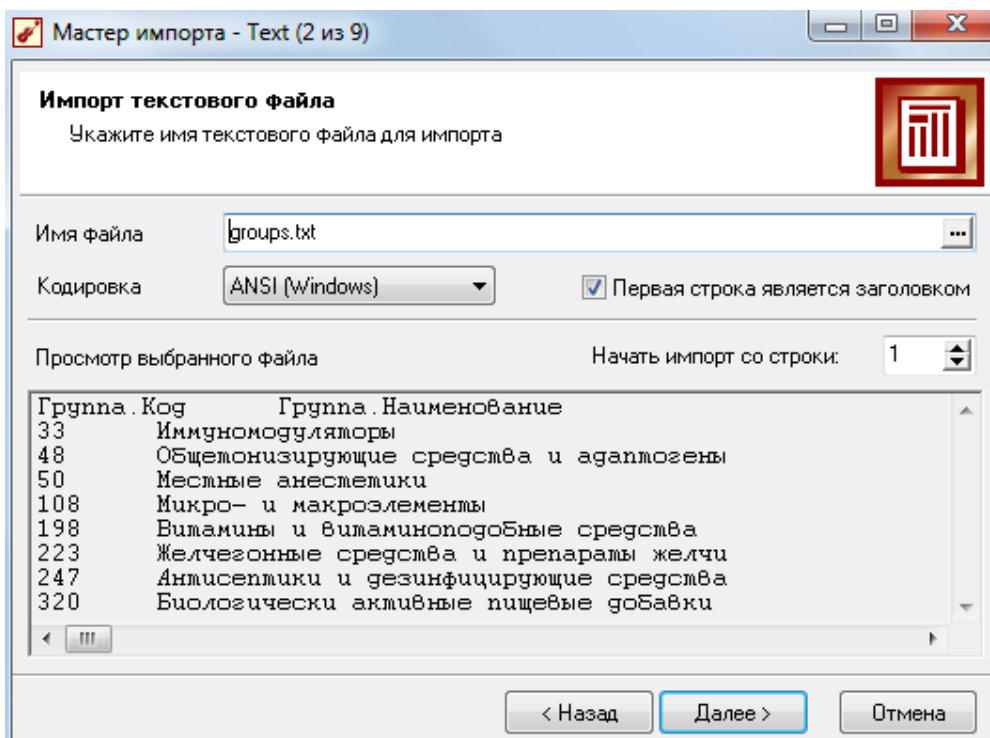 Мастер импорта - Text (2 из 9)
Импорт текстового файла
Укажите имя текстового файла для импорта
Имя файла groups.txt ...
Кодировка ANSI (Windows) Первая строка является заголовком
Просмотр выбранного файла Начать импорт со строки: 1
Группа.Код Группа.Наименование
33 Иммуномодуляторы
48 Общетонизирующие средства и адаптогены
50 Местные анестетики
108 Микро- и макроэлементы
198 Витамины и витаминоподобные средства
223 Желчегонные средства и препараты желчи
247 Антисептики и дезинфицирующие средства
320 Биологически активные пищевые добавки
< Назад Далее > Отмена